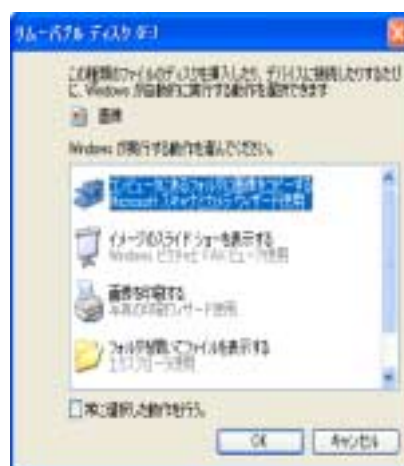 リムーバブル ディスク (F:)
この種類のファイルのディスクを挿入したり、デバイスに接続したりするたび
に、Windows が自動的に実行する動作を選択できます
画像
Windows が実行する動作を選んでください。
コンピュータにあるフォルダに画像をコピーする
Microsoft スキャナとカメラ ウィザード使用
イメージのスライド ショーを表示する
Windows ピクチャと FAX ビューア使用
画像を印刷する
写真の印刷ウィザード使用
フォルダを開いてファイルを表示する
エクスプローラ使用
常に選択した動作を行う。
OK
キャンセル